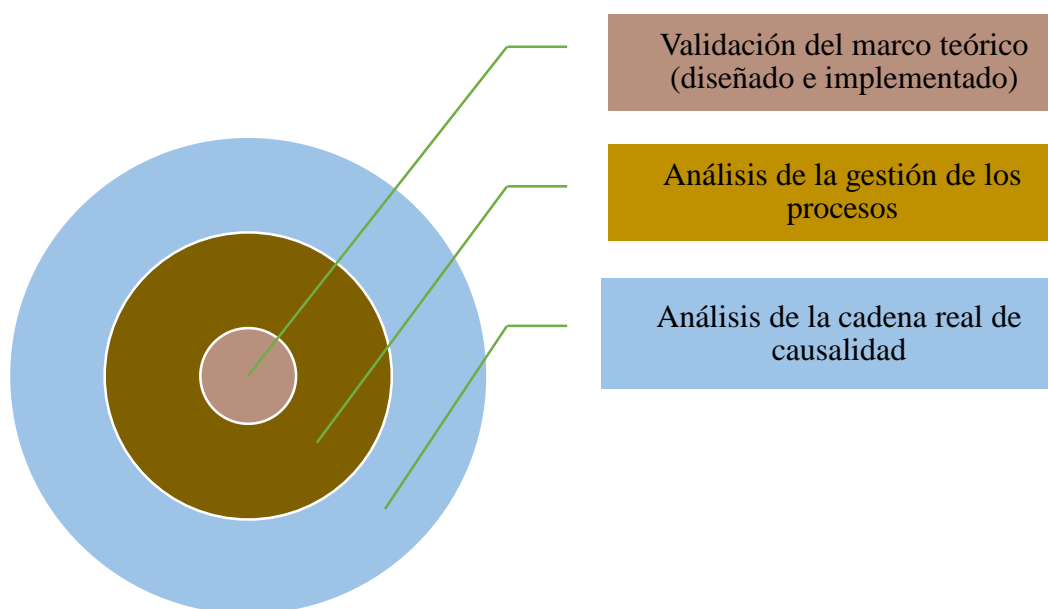 Validación del marco teórico
(diseñado e implementado)
Análisis de la gestión de los
procesos
Análisis de la cadena real de
causalidad